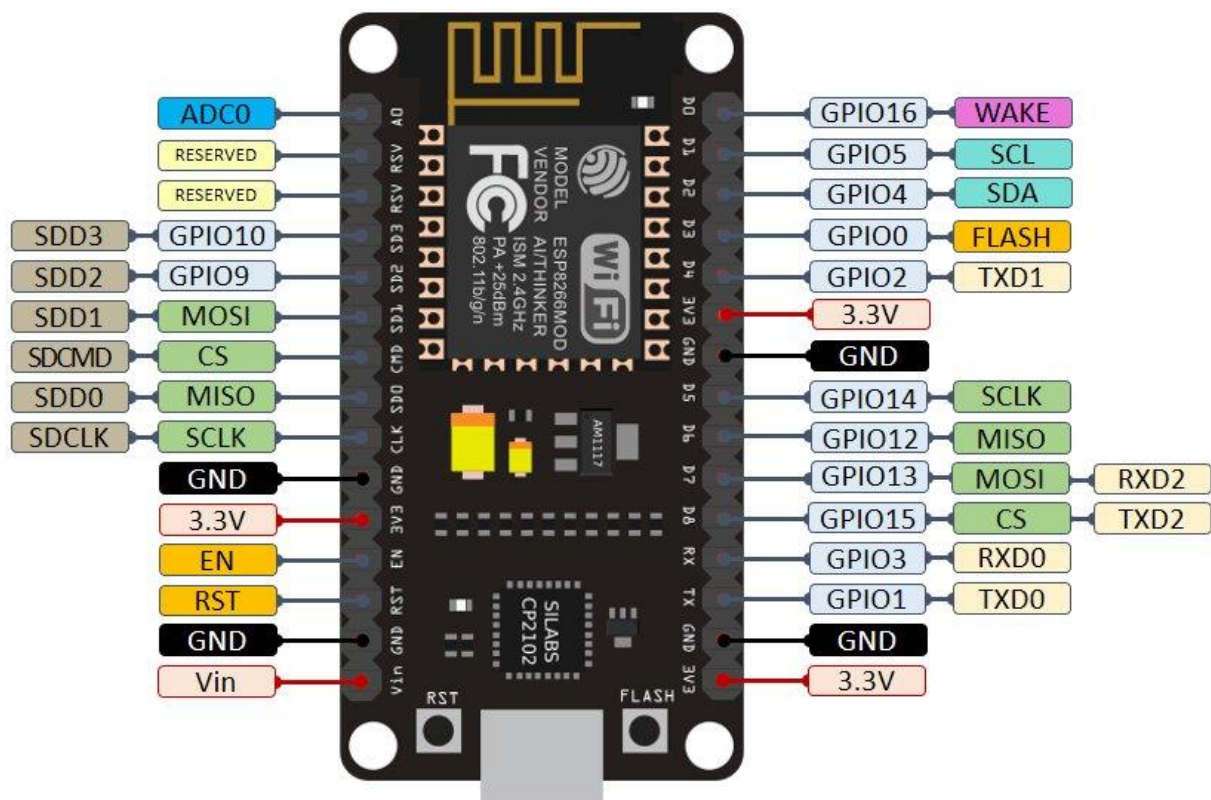 ADC0
RESERVED
RESERVED
SDD3 GPIO10
SDD2 GPIO9
SDD1 MOSI
SDCMD CS
SDD0 MISO
SDCLK SCLK
GND
3.3V
EN
RST
GND
Vin
A0
RSV
RSV
SD3
SD2
SD1
CMD
SD0
CLK
GND
3V3
EN
RST
GND
Vin
FC
MODEL
VENDOR
ESP8266MOD
AI/THINKER
ISM 2.4GHz
PA +25dBm
802.11b/g/n
Wi Fi
AM1117
SILABS
CP2102
RST
FLASH
D0
D1
D2
D3
D4
3V3
GND
D5
D6
D7
D8
RX
TX
GND
3V3
GPIO16 WAKE
GPIO5 SCL
GPIO4 SDA
GPIO0 FLASH
GPIO2 TXD1
3.3V
GND
GPIO14 SCLK
GPIO12 MISO
GPIO13 MOSI RXD2
GPIO15 CS TXD2
GPIO3 RXD0
GPIO1 TXD0
GND
3.3V